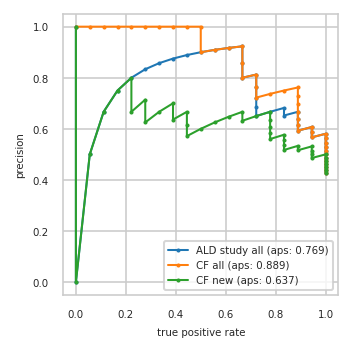 1.0
0.8
0.6
0.4
0.2
0.0
precision
ALD study all (aps: 0.769)
CF all (aps: 0.889)
CF new (aps: 0.637)
0.0 0.2 0.4 0.6 0.8 1.0
true positive rate